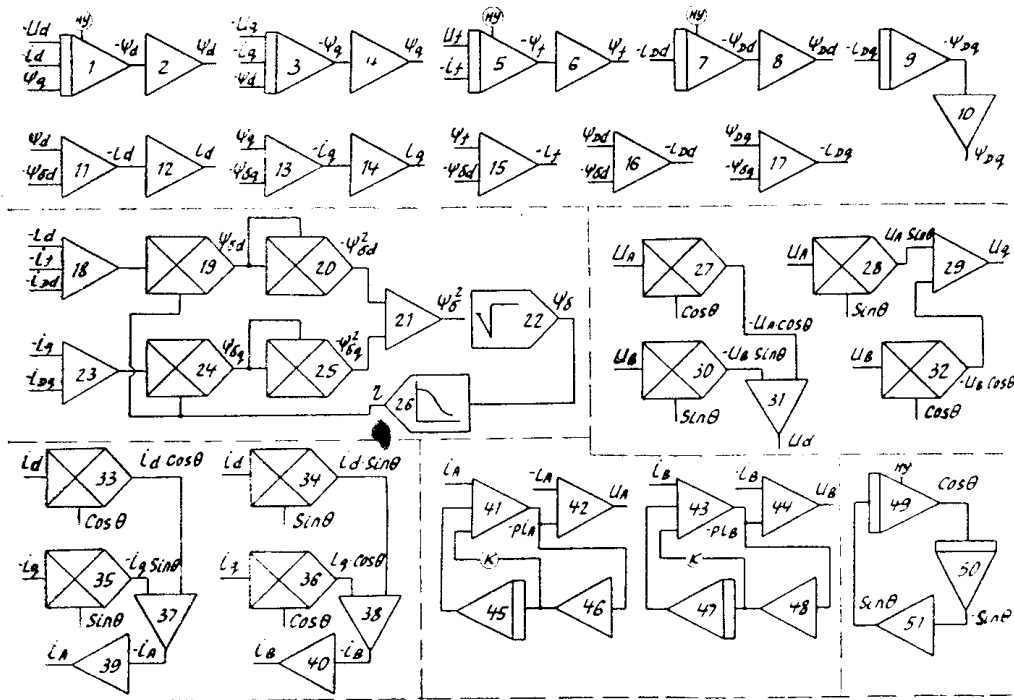 НУ НУ НУ НУ
-Ud -ψd ψd
-id 1 2
ψq
-Uq -ψq ψq
-iq 3 4
-ψd
Uf -ψf ψf
-if 5 6
-iDd -ψDd ψDd
7 8
-iDq -ψDq
9
10
ψDq
ψd -id id
-ψδd 11 12
ψq -iq iq
-ψδq 13 14
ψf -if
-ψδd 15
ψDd -iDd
-ψδd 16
ψDq -iDq
-ψδq 17
-id
-if 18
-iDd
19 ψδd
20 -ψδd²
21 ψδ²
√ 22 ψδ
-iq
-iDq 23
24 ψδq
25 -ψδq²
26 η
UA 27
Cosθ
-UA·cosθ
UA 28 UA Sinθ
Sinθ
29 Uq
UB 30 -UB Sinθ
Sinθ
31
Ud
UB 32 -UB cosθ
Cosθ
id 33 id·Cosθ
Cosθ
id 34 id·Sinθ
Sinθ
-iq 35 -iq Sinθ
Sinθ
37
iq 36 iq·cosθ
Cosθ
38
iA 39 -iA
iB 40 -iB
iA 41 -iA 42 UA
-piA
К
45 46
iB 43 -iB 44 UB
-piB
К
47 48
НУ
49 Cosθ
50
Sinθ 51 -Sinθ